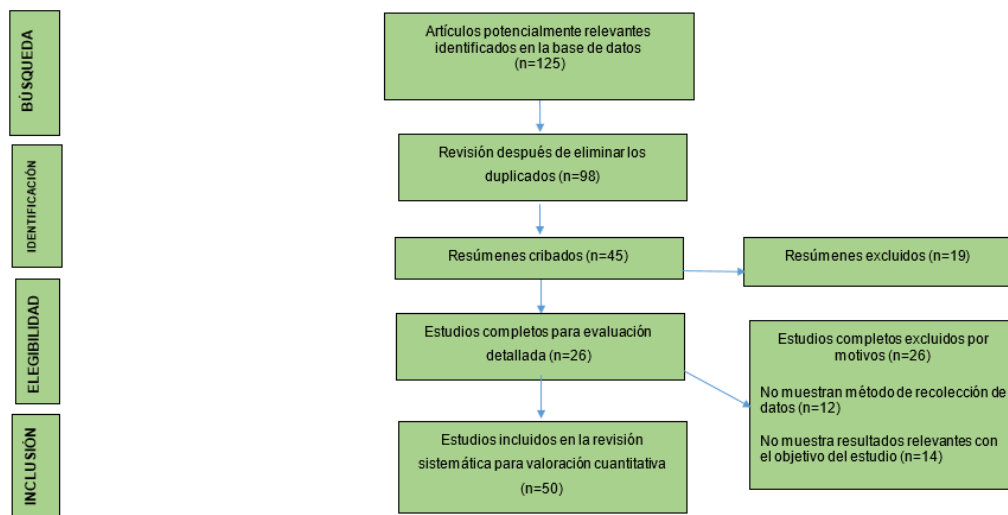 BÚSQUEDA
Artículos potencialmente relevantes
identificados en la base de datos
(n=125)
IDENTIFICACIÓN
Revisión después de eliminar los
duplicados (n=98)
Resúmenes cribados (n=45)
Resúmenes excluidos (n=19)
ELEGIBILIDAD
Estudios completos para evaluación
detallada (n=26)
Estudios completos excluidos por
motivos (n=26)
No muestran método de recolección de
datos (n=12)
No muestra resultados relevantes con
el objetivo del estudio (n=14)
INCLUSIÓN
Estudios incluidos en la revisión
sistemática para valoración cuantitativa
(n=50)